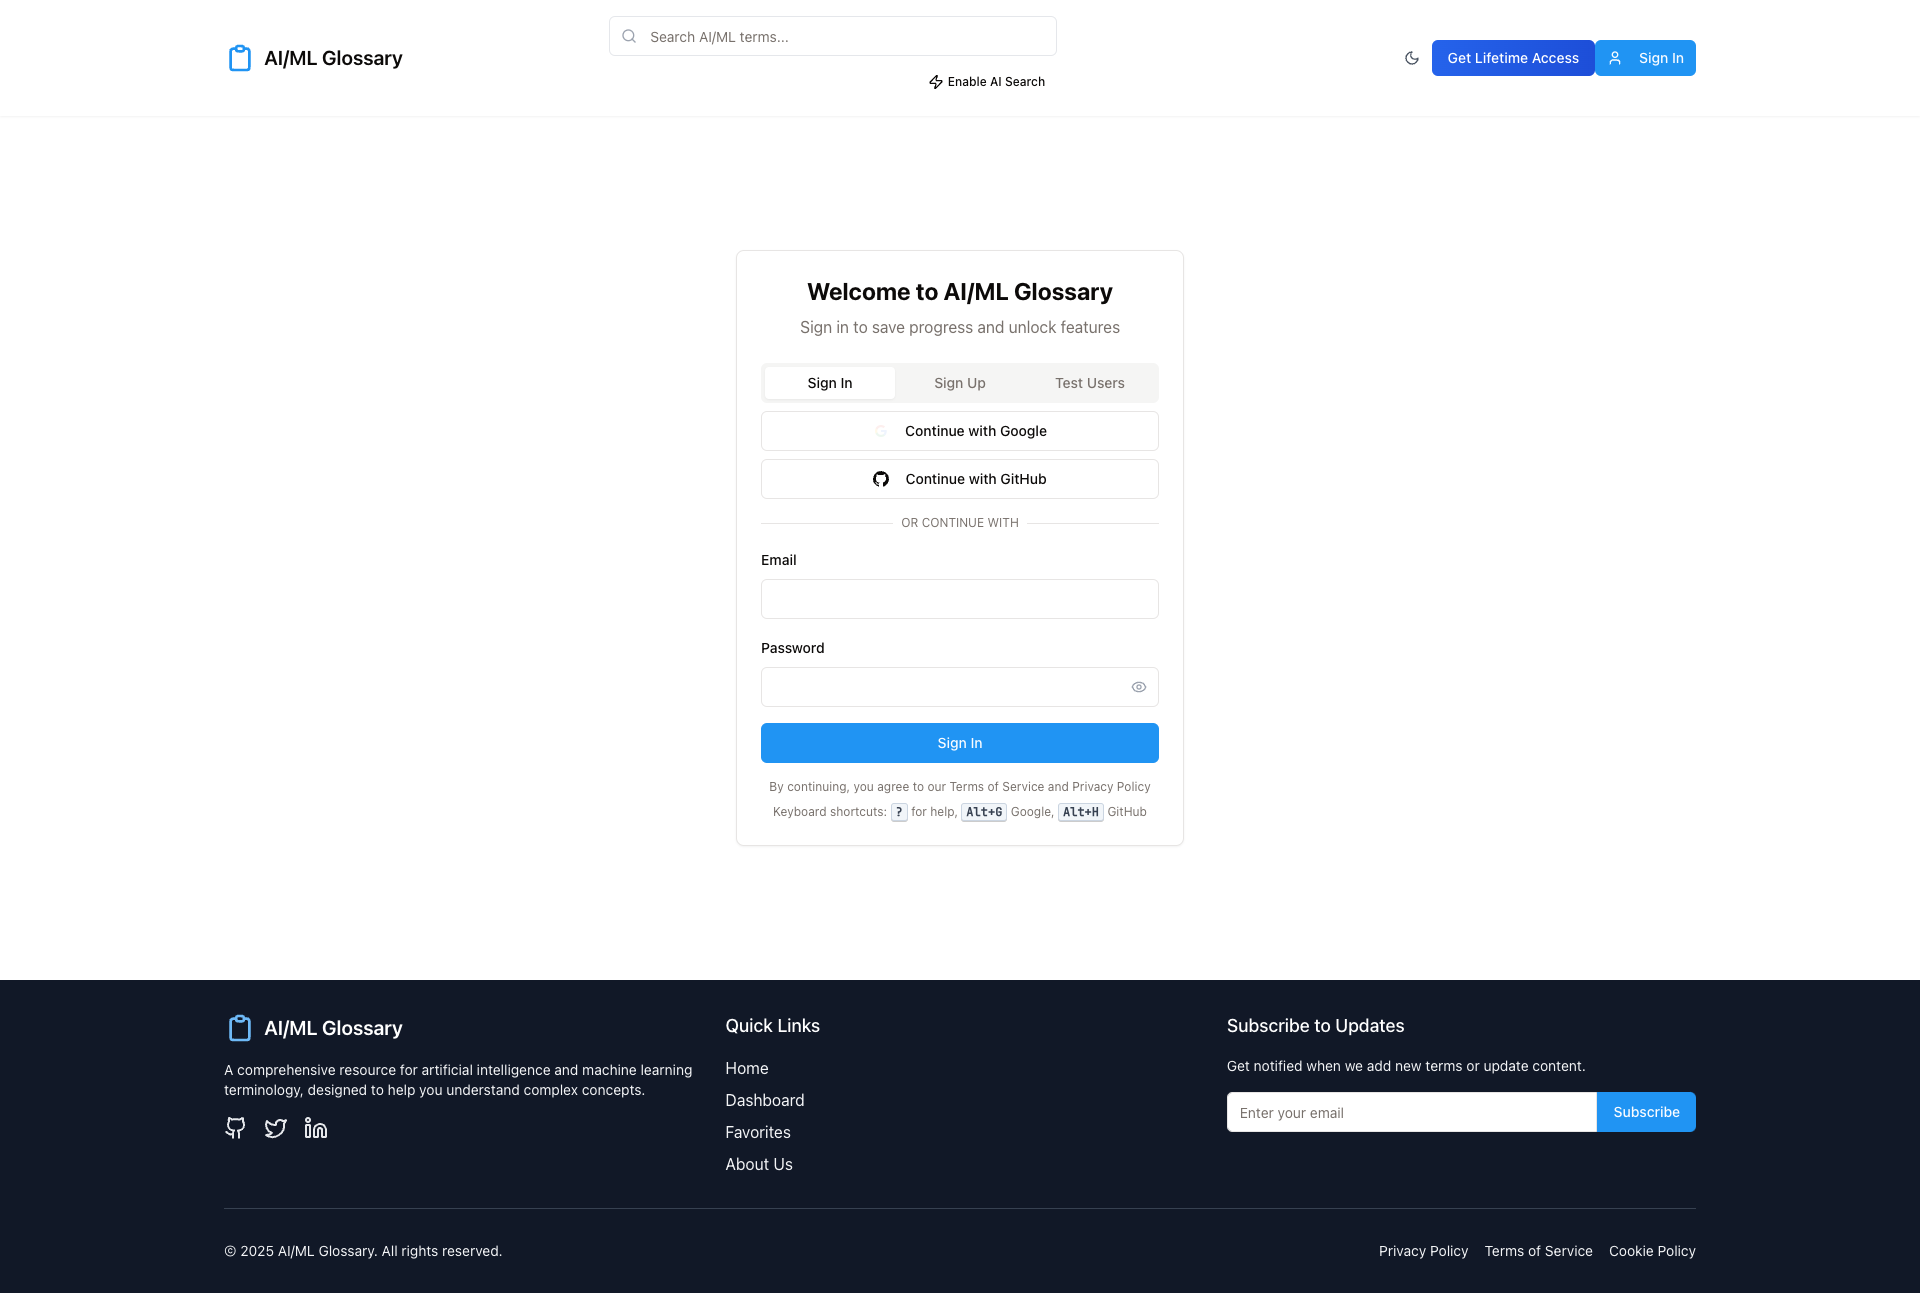 AI/ML Glossary
Search AI/ML terms...
Enable AI Search
Get Lifetime Access
Sign In
Welcome to AI/ML Glossary
Sign in to save progress and unlock features
Sign In
Sign Up
Test Users
Continue with Google
Continue with GitHub
OR CONTINUE WITH
Email
Password
Sign In
By continuing, you agree to our Terms of Service and Privacy Policy
Keyboard shortcuts: ? for help, Alt+G Google, Alt+H GitHub
AI/ML Glossary
A comprehensive resource for artificial intelligence and machine learning
terminology, designed to help you understand complex concepts.
Quick Links
Home
Dashboard
Favorites
About Us
Subscribe to Updates
Get notified when we add new terms or update content.
Enter your email
Subscribe
© 2025 AI/ML Glossary. All rights reserved.
Privacy Policy
Terms of Service
Cookie Policy